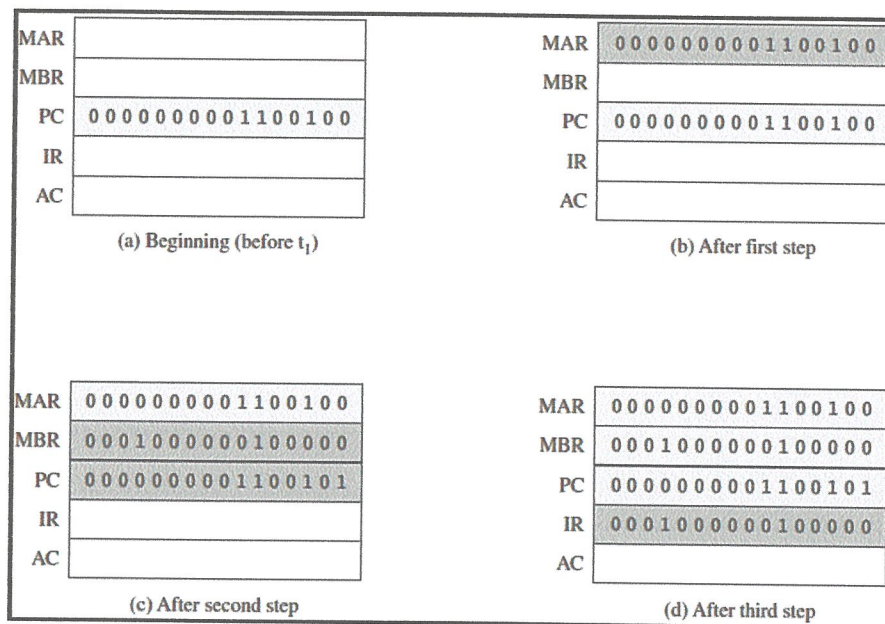 MAR
MBR
PC 0000000001100100
IR
AC
(a) Beginning (before t₁)
MAR 0000000001100100
MBR
PC 0000000001100100
IR
AC
(b) After first step
MAR 0000000001100100
MBR 0001000000100000
PC 0000000001100101
IR
AC
(c) After second step
MAR 0000000001100100
MBR 0001000000100000
PC 0000000001100101
IR 0001000000100000
AC
(d) After third step